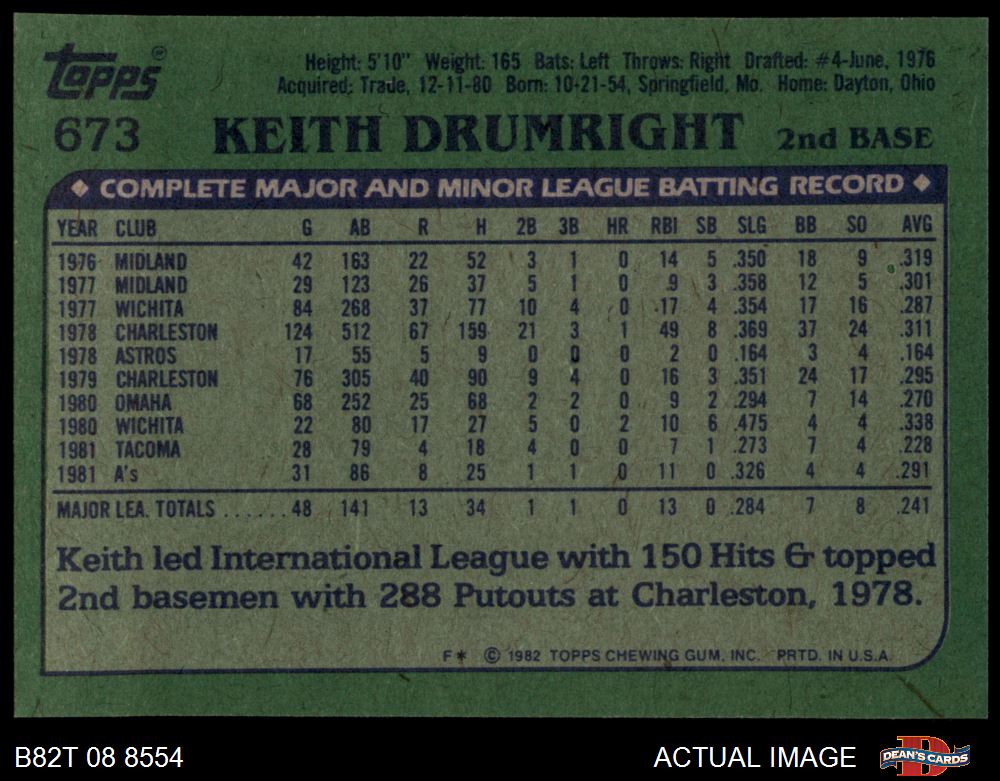 Topps®
Height: 5'10" Weight: 165 Bats: Left Throws: Right Drafted: #4-June, 1976
Acquired: Trade, 12-11-80 Born: 10-21-54, Springfield, Mo. Home: Dayton, Ohio
673 KEITH DRUMRIGHT 2nd BASE
◆ COMPLETE MAJOR AND MINOR LEAGUE BATTING RECORD ◆
YEAR CLUB G AB R H 2B 3B HR RBI SB SLG BB SO AVG
1976 MIDLAND 42 163 22 52 3 1 0 14 5 .350 18 9 .319
1977 MIDLAND 29 123 26 37 5 1 0 9 3 .358 12 5 .301
1977 WICHITA 84 268 37 77 10 4 0 17 4 .354 17 16 .287
1978 CHARLESTON 124 512 67 159 21 3 1 49 8 .369 37 24 .311
1978 ASTROS 17 55 5 9 0 0 0 2 0 .164 3 4 .164
1979 CHARLESTON 76 305 40 90 9 4 0 16 3 .351 24 17 .295
1980 OMAHA 68 252 25 68 2 2 0 9 2 .294 7 14 .270
1980 WICHITA 22 80 17 27 5 0 2 10 6 .475 4 4 .338
1981 TACOMA 28 79 4 18 4 0 0 7 1 .273 7 4 .228
1981 A's 31 86 8 25 1 1 0 11 0 .326 4 4 .291
MAJOR LEA. TOTALS ...... 48 141 13 34 1 1 0 13 0 .284 7 8 .241
Keith led International League with 150 Hits & topped
2nd basemen with 288 Putouts at Charleston, 1978.
F* © 1982 TOPPS CHEWING GUM, INC. PRTD. IN U.S.A.
B82T 08 8554 ACTUAL IMAGE DEAN'S CARDS